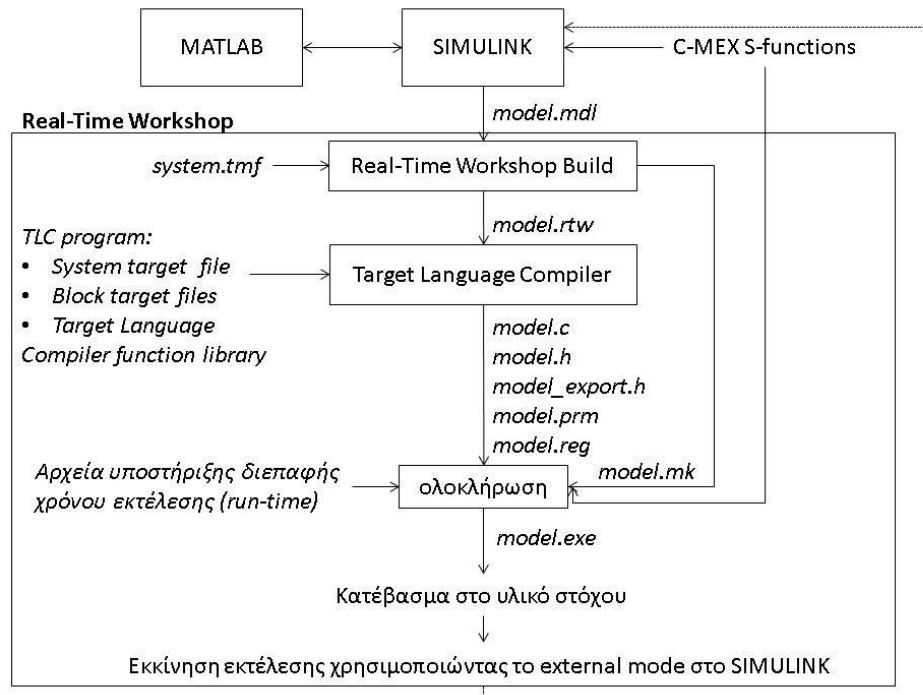 MATLAB
SIMULINK
C-MEX S-functions
model.mdl
Real-Time Workshop
system.tmf
Real-Time Workshop Build
model.rtw
TLC program:
• System target file
• Block target files
• Target Language
Compiler function library
Target Language Compiler
model.c
model.h
model_export.h
model.prm
model.reg
Αρχεία υποστήριξης διεπαφής
χρόνου εκτέλεσης (run-time)
ολοκλήρωση
model.mk
model.exe
Κατέβασμα στο υλικό στόχου
Εκκίνηση εκτέλεσης χρησιμοποιώντας το external mode στο SIMULINK